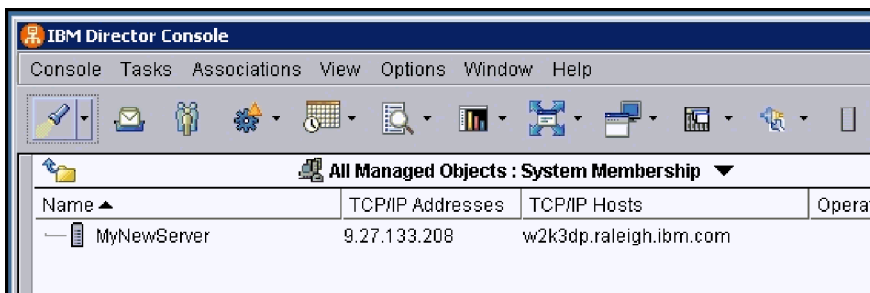 IBM Director Console
Console Tasks Associations View Options Window Help
All Managed Objects : System Membership
Name TCP/IP Addresses TCP/IP Hosts
MyNewServer 9.27.133.208 w2k3dp.raleigh.ibm.com